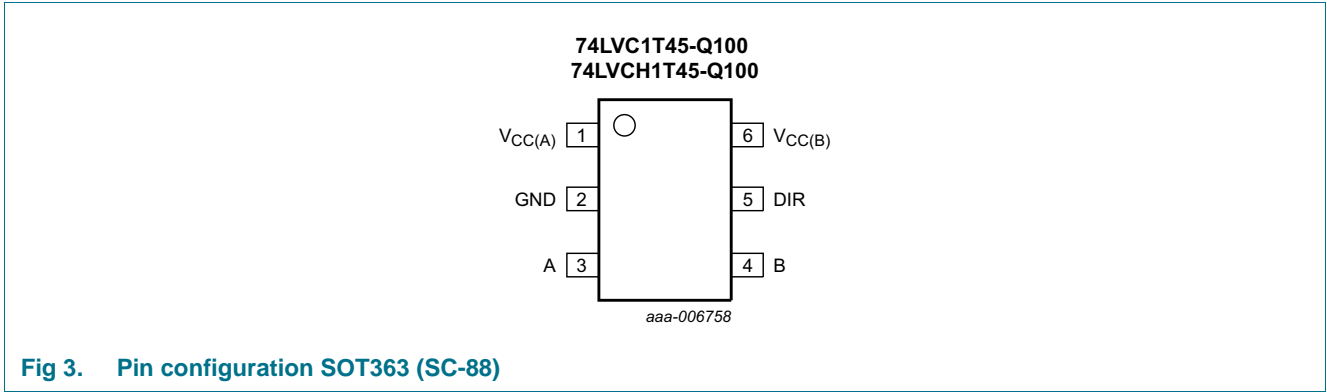 74LVC1T45-Q100
74LVCH1T45-Q100
VCC(A) 1 6 VCC(B)
GND 2 5 DIR
A 3 4 B
aaa-006758
Fig 3. Pin configuration SOT363 (SC-88)